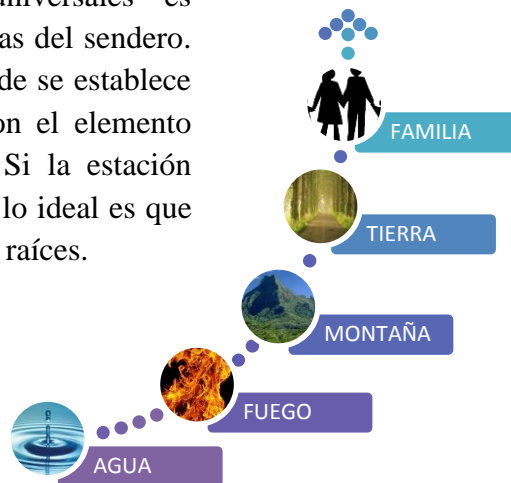 universales es
as del sendero.
de se establece
on el elemento
Si la estación
lo ideal es que
raíces.
FAMILIA
TIERRA
MONTAÑA
FUEGO
AGUA